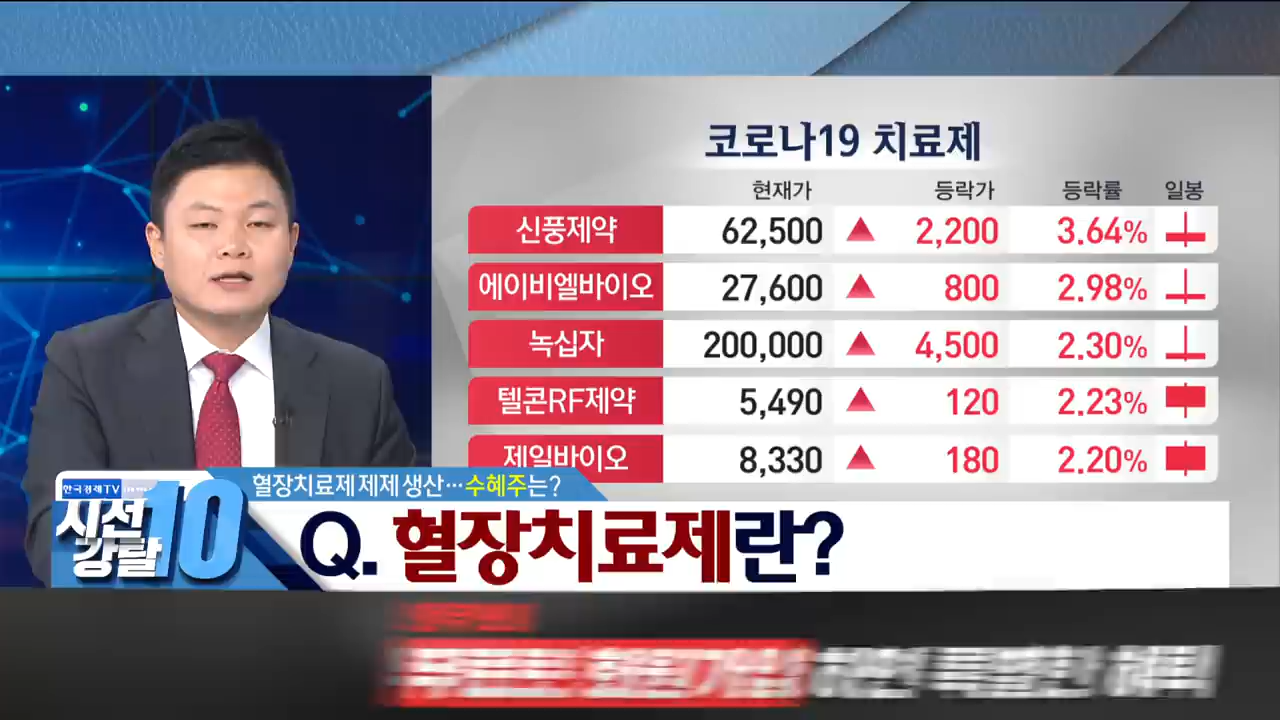 코로나19 치료제
현재가 등락가 등락률 일봉
신풍제약 62,500 ▲ 2,200 3.64%
에이비엘바이오 27,600 ▲ 800 2.98%
녹십자 200,000 ▲ 4,500 2.30%
텔콘RF제약 5,490 ▲ 120 2.23%
제일바이오 8,330 ▲ 180 2.20%
한국경제TV
시선강탈10
혈장치료제 제제 생산…수혜주는?
Q. 혈장치료제란?